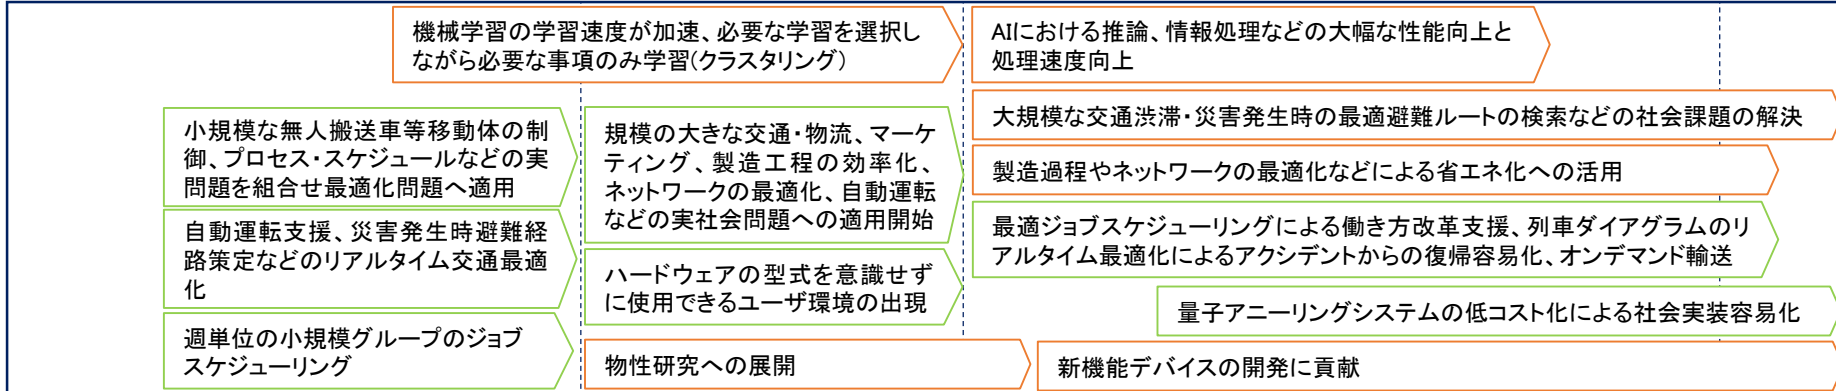 機械学習の学習速度が加速、必要な学習を選択し
ながら必要な事項のみ学習(クラスタリング)
AIにおける推論、情報処理などの大幅な性能向上と
処理速度向上
小規模な無人搬送車等移動体の制
御、プロセス・スケジュールなどの実
問題を組合せ最適化問題へ適用
規模の大きな交通・物流、マーケ
ティング、製造工程の効率化、
ネットワークの最適化、自動運転
などの実社会問題への適用開始
大規模な交通渋滞・災害発生時の最適避難ルートの検索などの社会課題の解決
製造過程やネットワークの最適化などによる省エネ化への活用
自動運転支援、災害発生時避難経
路策定などのリアルタイム交通最適
化
ハードウェアの型式を意識せず
に使用できるユーザ環境の出現
最適ジョブスケジューリングによる働き方改革支援、列車ダイアグラムのリ
アルタイム最適化によるアクシデントからの復帰容易化、オンデマンド輸送
量子アニーリングシステムの低コスト化による社会実装容易化
週単位の小規模グループのジョブ
スケジューリング
物性研究への展開
新機能デバイスの開発に貢献